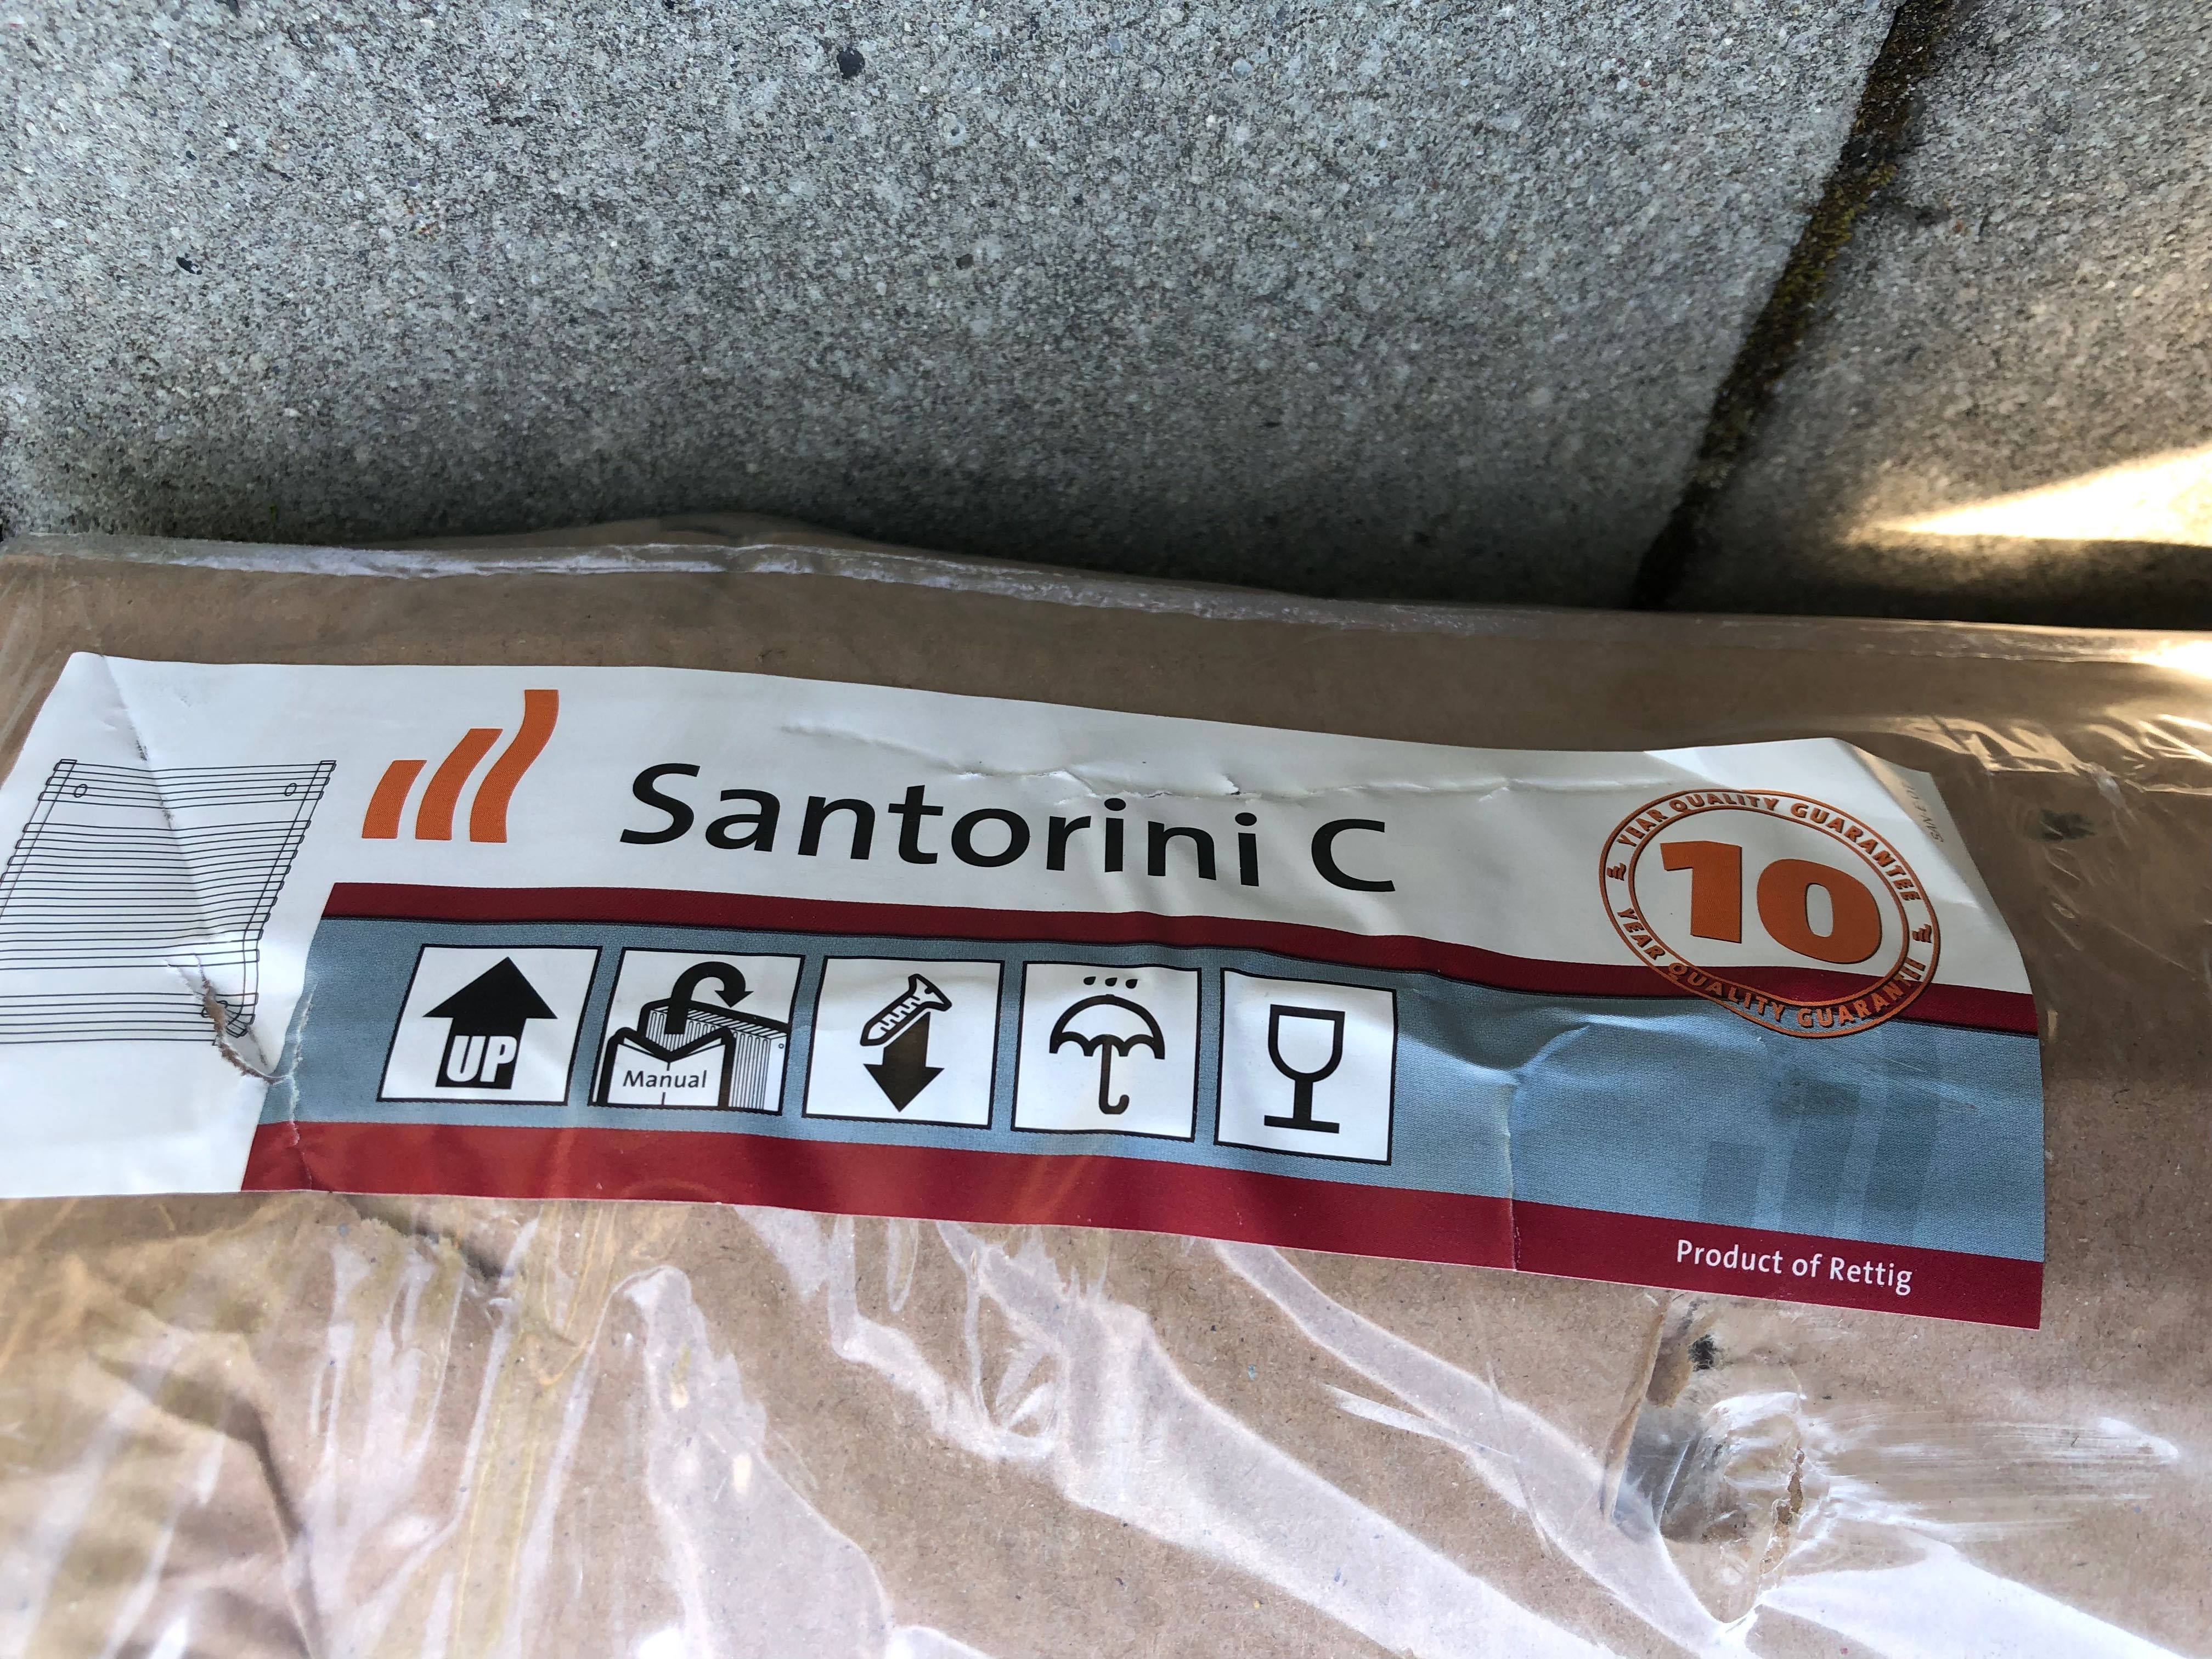 Santorini C
YEAR QUALITY GUARANTEE
10
YEAR QUALITY GUARANTEE
UP
Manual
Product of Rettig